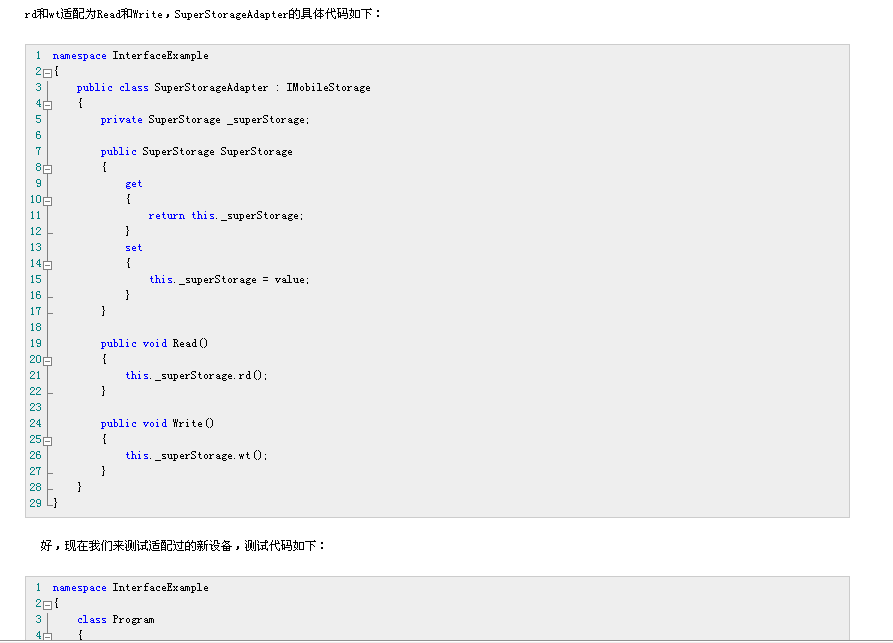 rd和wt适配为Read和Write，SuperStorageAdapter的具体代码如下：
1 namespace InterfaceExample
2 {
3     public class SuperStorageAdapter : IMobileStorage
4     {
5         private SuperStorage _superStorage;
6
7         public SuperStorage SuperStorage
8         {
9             get
10             {
11                 return this._superStorage;
12             }
13             set
14             {
15                 this._superStorage = value;
16             }
17         }
18
19         public void Read()
20         {
21             this._superStorage.rd();
22         }
23
24         public void Write()
25         {
26             this._superStorage.wt();
27         }
28     }
29 }
好，现在我们来测试适配过的新设备，测试代码如下：
1 namespace InterfaceExample
2 {
3     class Program
4     {